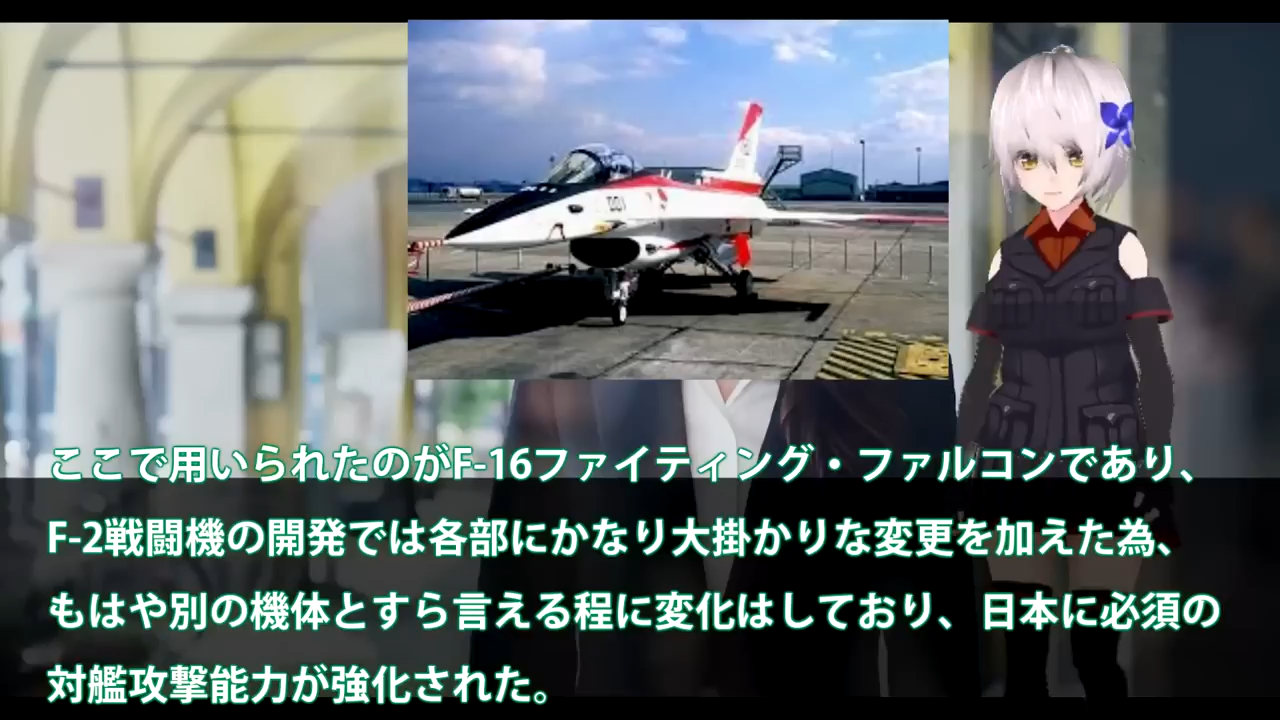 001
ここで用いられたのがF-16ファイティング・ファルコンであり、
F-2戦闘機の開発では各部にかなり大掛かりな変更を加えた為、
もはや別の機体とすら言える程に変化はしており、日本に必須の
対艦攻撃能力が強化された。